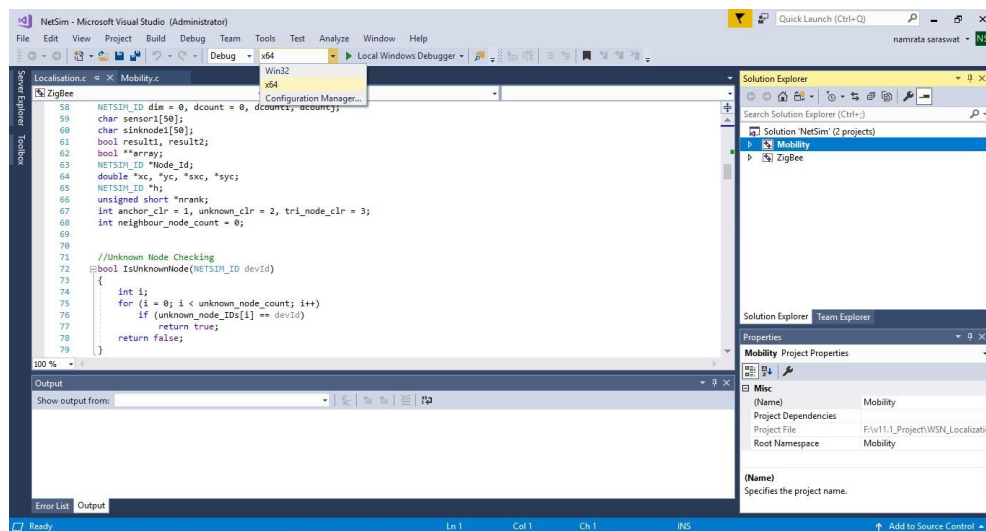 NetSim - Microsoft Visual Studio (Administrator)
Quick Launch (Ctrl+Q)
File Edit View Project Build Debug Team Tools Test Analyze Window Help
namrata saraswat
NS
Debug x64 Local Windows Debugger
Win32
x64
Configuration Manager...
Server Explorer
Toolbox
Localisation.c Mobility.c
ZigBee
58 NETSIM_ID dim = 0, dcount = 0, dcounti, dcountj;
59 char sensor1[50];
60 char sinknode1[50];
61 bool result1, result2;
62 bool **array;
63 NETSIM_ID *Node_Id;
64 double *xc, *yc, *sxc, *syc;
65 NETSIM_ID *h;
66 unsigned short *nrank;
67 int anchor_clr = 1, unknown_clr = 2, tri_node_clr = 3;
68 int neighbour_node_count = 0;
69
70
71 //Unknown Node Checking
72 bool IsUnknownNode(NETSIM_ID devId)
73 {
74 int i;
75 for (i = 0; i < unknown_node_count; i++)
76 if (unknown_node_IDs[i] == devId)
77 return true;
78 return false;
79 }
100 %
Output
Show output from:
Error List Output
Solution Explorer
Search Solution Explorer (Ctrl+;)
Solution 'NetSim' (2 projects)
Mobility
ZigBee
Solution Explorer Team Explorer
Properties
Mobility Project Properties
Misc
(Name) Mobility
Project Dependencies
Project File F:\v11.1_Project\WSN_Localizati
Root Namespace Mobility
(Name)
Specifies the project name.
Ready Ln 1 Col 1 Ch 1 INS Add to Source Control